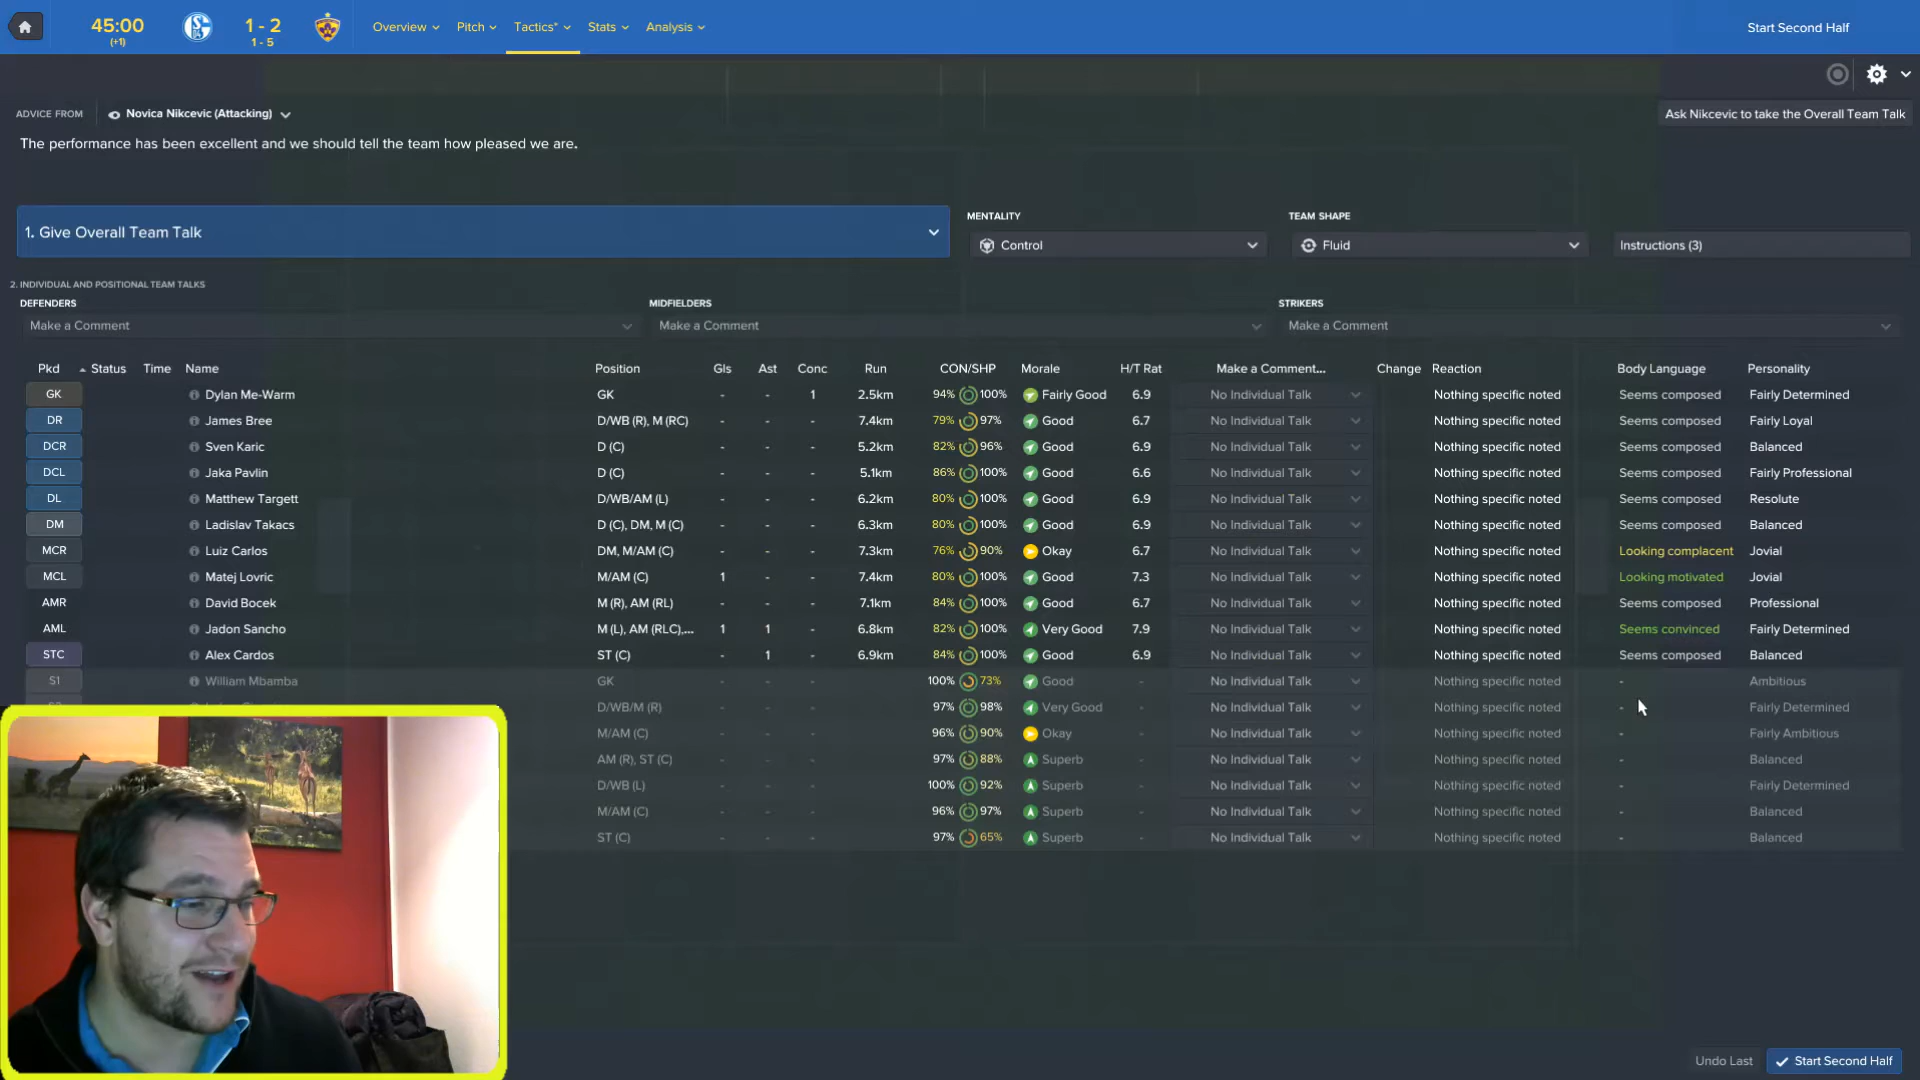 45:00 1 - 2 Overview Pitch Tactics* Stats Analysis Start Second Half
(+1) 1 - 5
ADVICE FROM Novica Nikcevic (Attacking) Ask Nikcevic to take the Overall Team Talk
The performance has been excellent and we should tell the team how pleased we are.
MENTALITY TEAM SHAPE
1. Give Overall Team Talk Control Fluid Instructions (3)
2. INDIVIDUAL AND POSITIONAL TEAM TALKS
DEFENDERS MIDFIELDERS STRIKERS
Make a Comment Make a Comment Make a Comment
Pkd Status Time Name Position Gls Ast Conc Run CON/SHP Morale H/T Rat Make a Comment... Change Reaction Body Language Personality
GK Dylan Me-Warm GK - - 1 2.5km 94% 100% Fairly Good 6.9 No Individual Talk Nothing specific noted Seems composed Fairly Determined
DR James Bree D/WB (R), M (RC) - - - 7.4km 79% 97% Good 6.7 No Individual Talk Nothing specific noted Seems composed Fairly Loyal
DCR Sven Karic D (C) - - - 5.2km 82% 96% Good 6.9 No Individual Talk Nothing specific noted Seems composed Balanced
DCL Jaka Pavlin D (C) - - - 5.1km 86% 100% Good 6.6 No Individual Talk Nothing specific noted Seems composed Fairly Professional
DL Matthew Targett D/WB/AM (L) - - - 6.2km 80% 100% Good 6.9 No Individual Talk Nothing specific noted Seems composed Resolute
DM Ladislav Takacs D (C), DM, M (C) - - - 6.3km 80% 100% Good 6.9 No Individual Talk Nothing specific noted Seems composed Balanced
MCR Luiz Carlos DM, M/AM (C) - - - 7.3km 76% 90% Okay 6.7 No Individual Talk Nothing specific noted Looking complacent Jovial
MCL Matej Lovric M/AM (C) 1 - - 7.4km 80% 100% Good 7.3 No Individual Talk Nothing specific noted Looking motivated Jovial
AMR David Bocek M (R), AM (RL) - - - 7.1km 84% 100% Good 6.7 No Individual Talk Nothing specific noted Seems composed Professional
AML Jadon Sancho M (L), AM (RLC),... 1 1 - 6.8km 82% 100% Very Good 7.9 No Individual Talk Nothing specific noted Seems convinced Fairly Determined
STC Alex Cardos ST (C) - 1 - 6.9km 84% 100% Good 6.9 No Individual Talk Nothing specific noted Seems composed Balanced
S1 William Mbamba GK - - - 100% 73% Good - No Individual Talk Nothing specific noted - Ambitious
D/WB/M (R) - - - 97% 98% Very Good - No Individual Talk Nothing specific noted - Fairly Determined
M/AM (C) - - - 96% 90% Okay - No Individual Talk Nothing specific noted - Fairly Ambitious
AM (R), ST (C) - - - 97% 88% Superb - No Individual Talk Nothing specific noted - Balanced
D/WB (L) - - - 100% 92% Superb - No Individual Talk Nothing specific noted - Fairly Determined
M/AM (C) - - - 96% 97% Superb - No Individual Talk Nothing specific noted - Balanced
ST (C) - - - 97% 65% Superb - No Individual Talk Nothing specific noted - Balanced
Undo Last Start Second Half